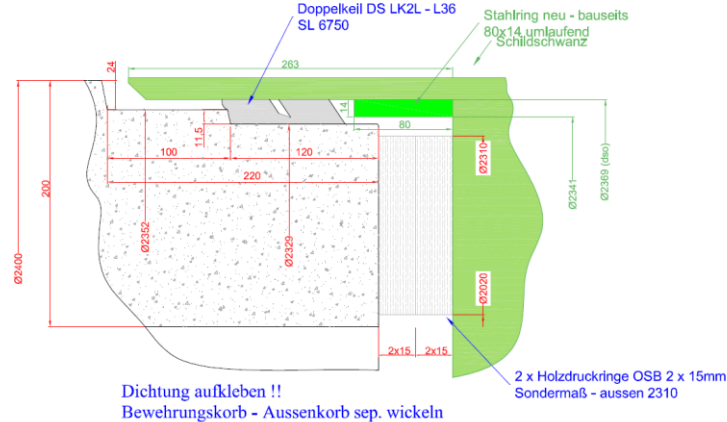 Doppelkeil DS LK2L - L36
SL 6750
Stahlring neu - bauseits
80x14 umlaufend
Schildschwanz
263
24
14
11,5
80
100
120
220
200
Ø2400
Ø2352
Ø2329
Ø2310
Ø2020
Ø2341
Ø2369 (dso)
2x15
2x15
2 x Holzdruckringe OSB 2 x 15mm
Sondermaß - aussen 2310
Dichtung aufkleben !!
Bewehrungskorb - Aussenkorb sep. wickeln